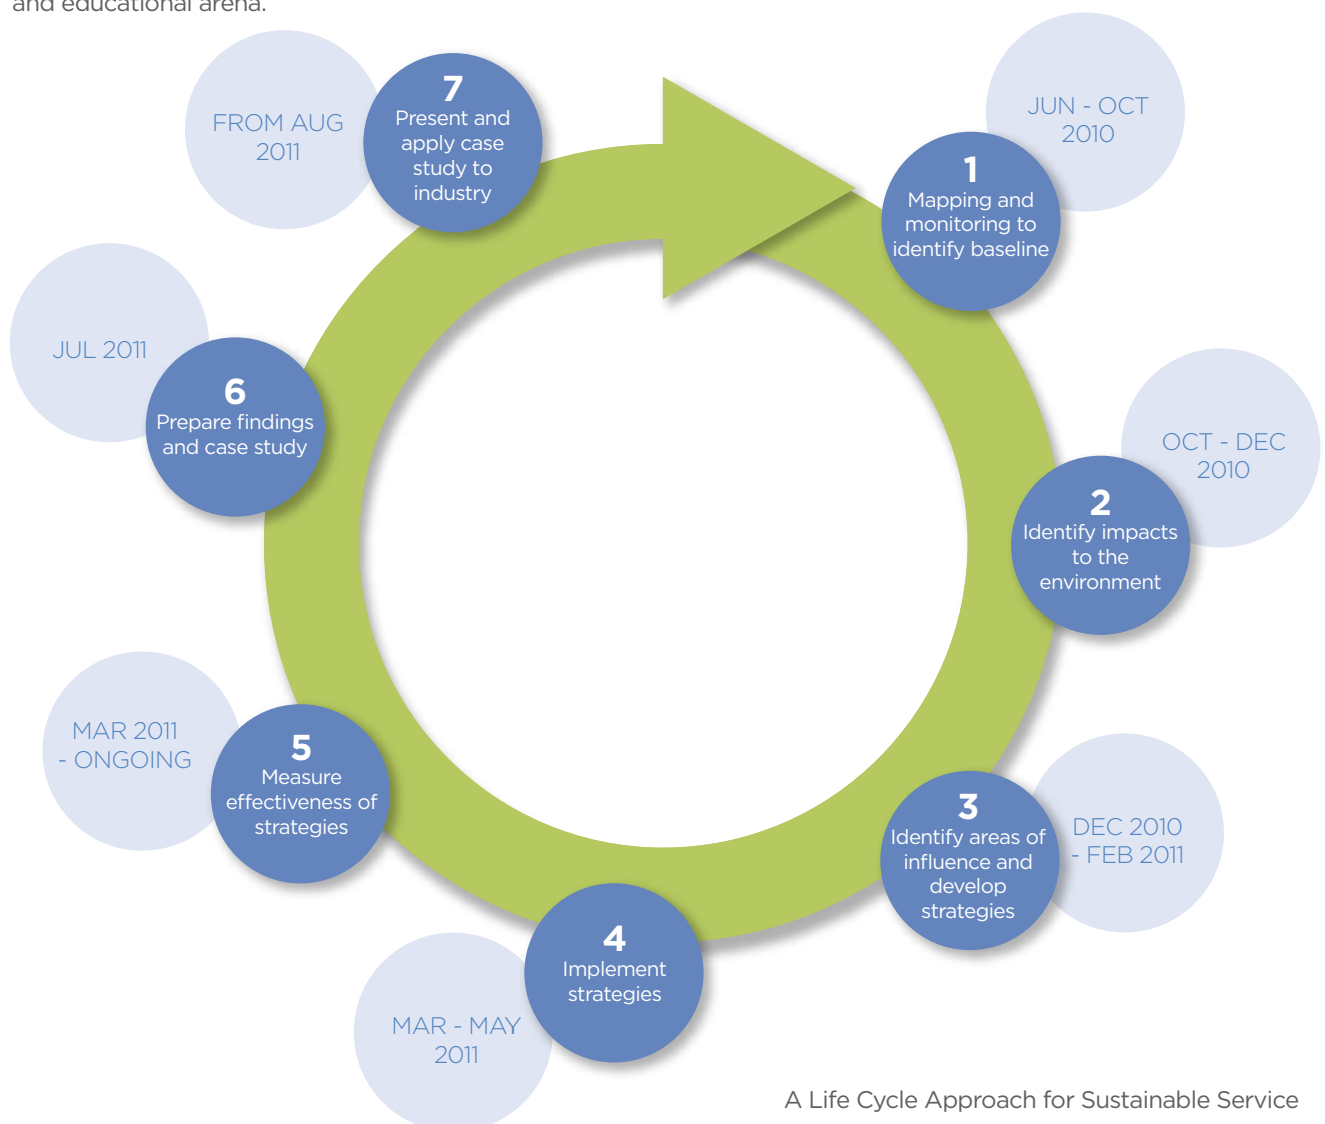 and educational arena.
JUN - OCT
2010
1
Mapping and
monitoring to
identify baseline
OCT - DEC
2010
2
Identify impacts
to the
environment
DEC 2010
- FEB 2011
3
Identify areas of
influence and
develop
strategies
MAR - MAY
2011
4
Implement
strategies
MAR 2011
- ONGOING
5
Measure
effectiveness of
strategies
JUL 2011
6
Prepare findings
and case study
FROM AUG
2011
7
Present and
apply case
study to
industry
A Life Cycle Approach for Sustainable Service